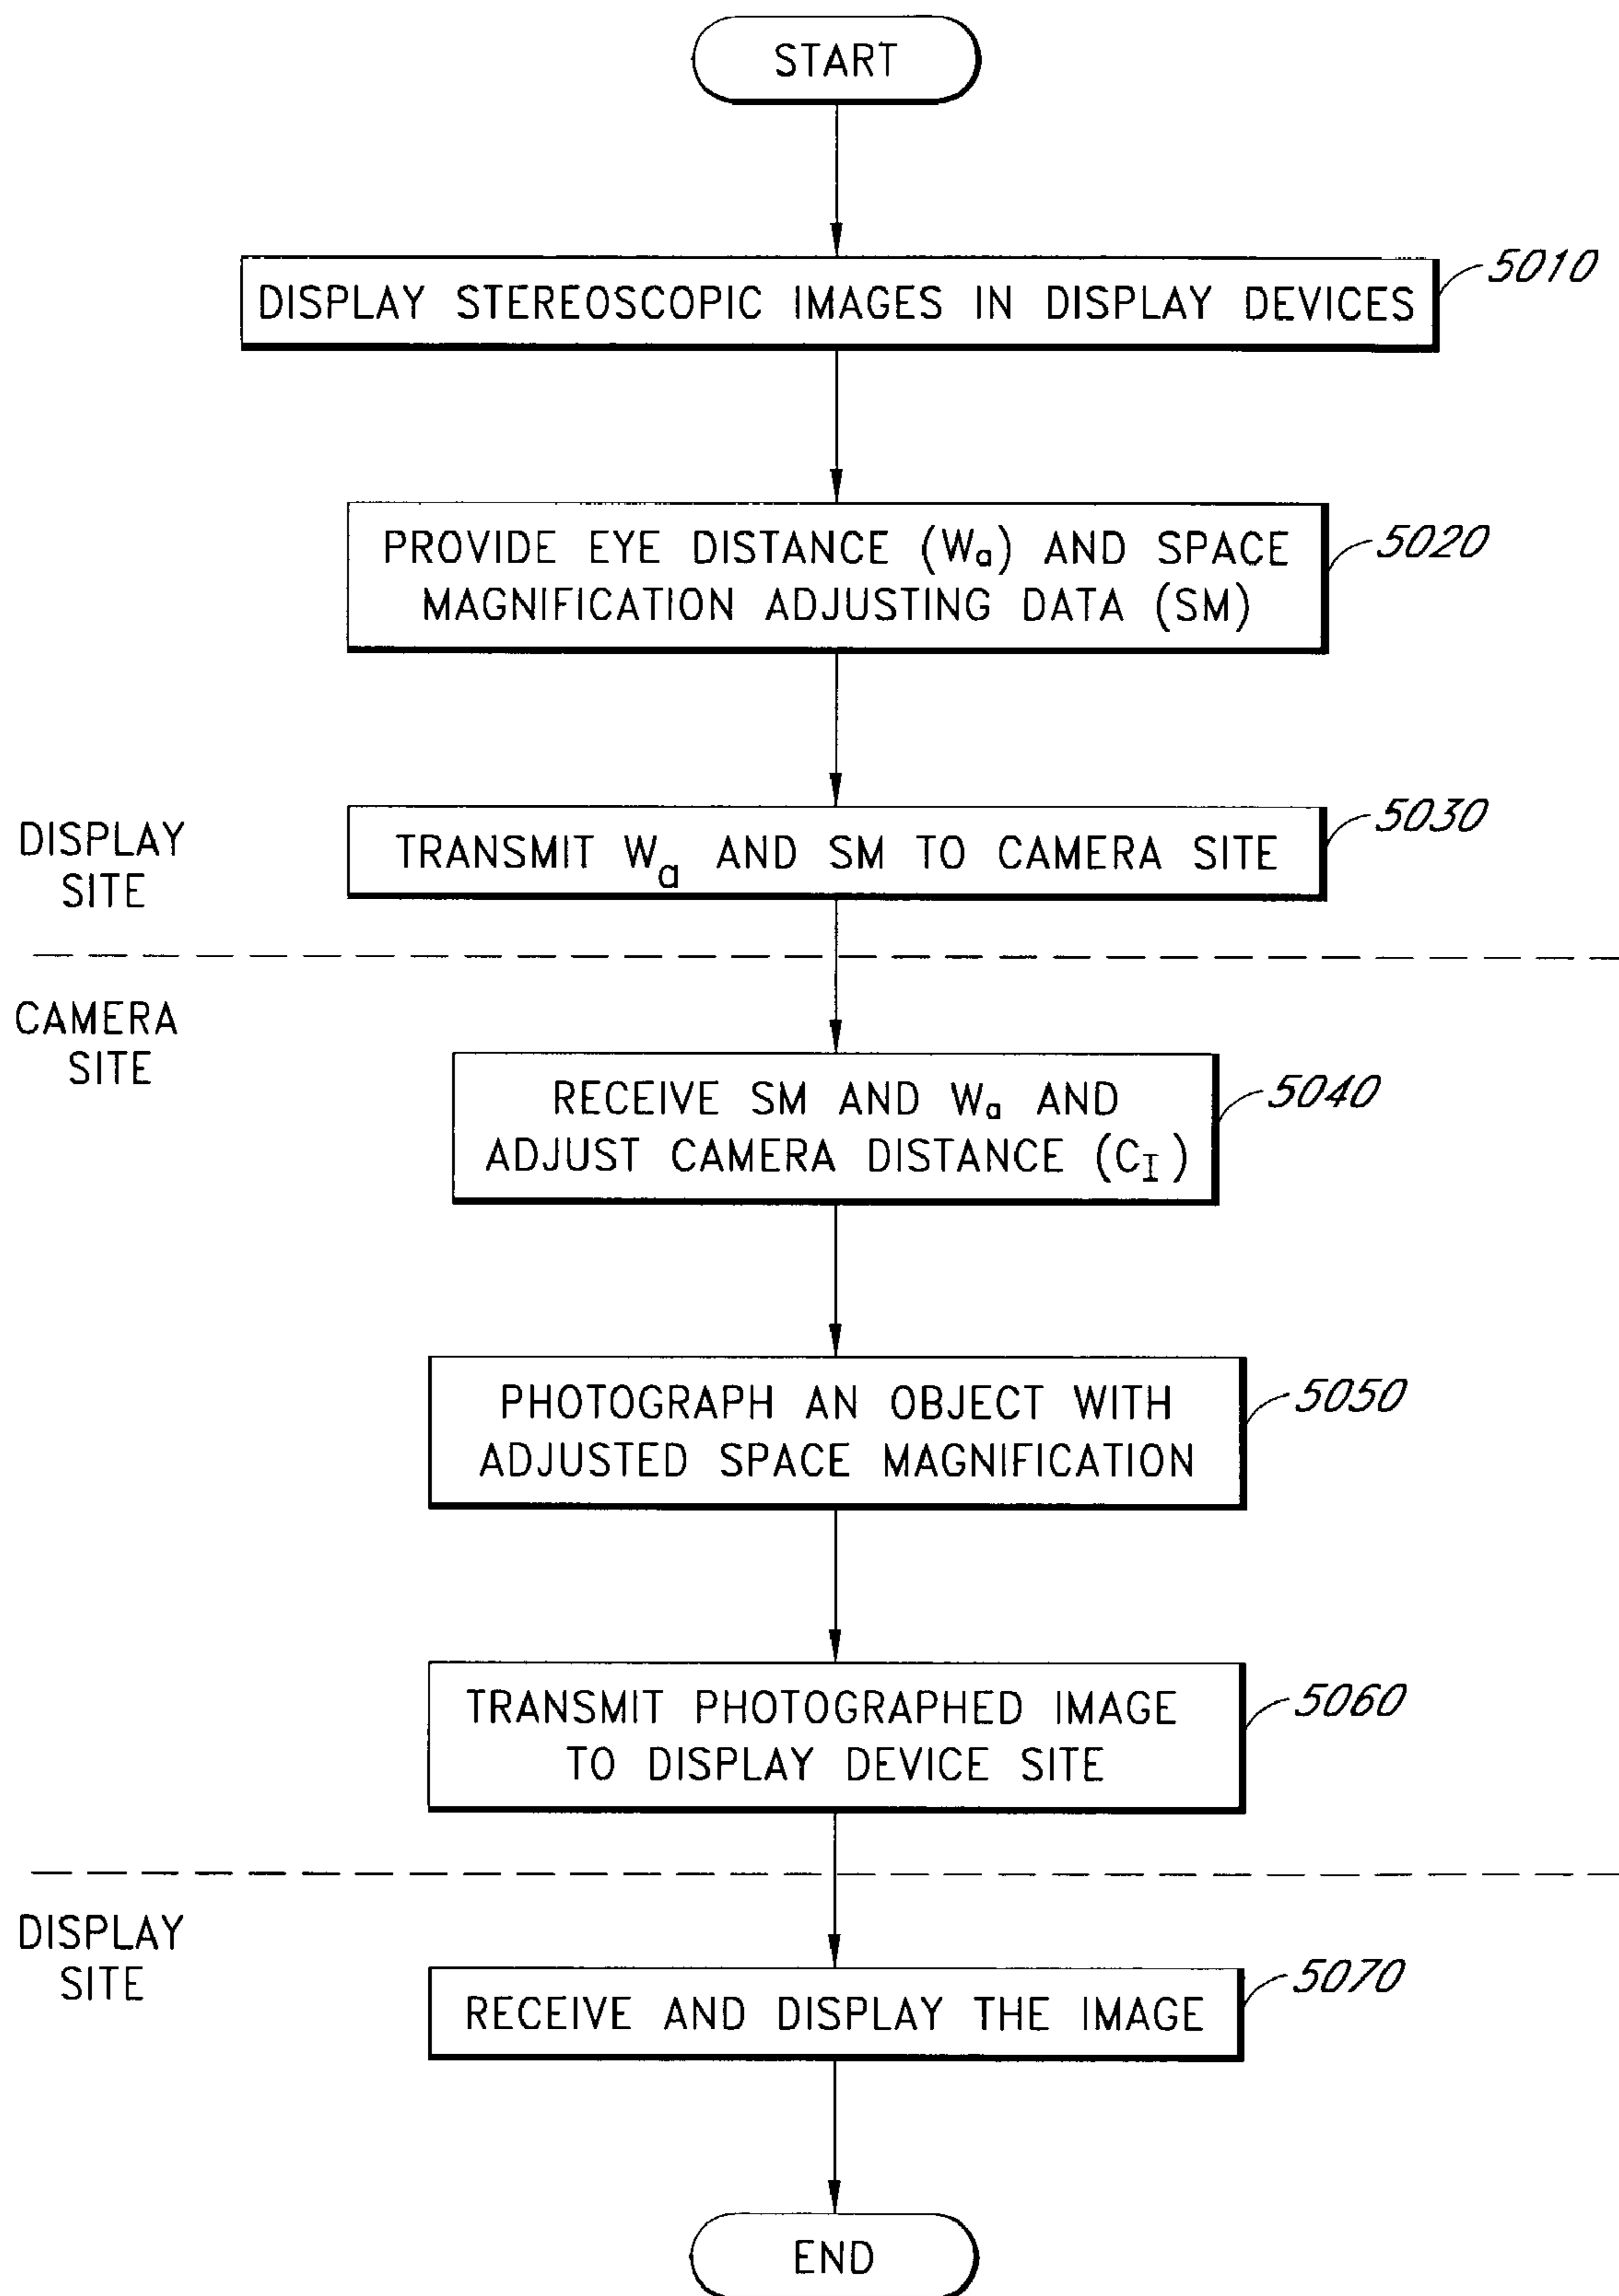 START
DISPLAY STEREOSCOPIC IMAGES IN DISPLAY DEVICES
5010
PROVIDE EYE DISTANCE (Wa) AND SPACE
MAGNIFICATION ADJUSTING DATA (SM)
5020
DISPLAY
SITE
TRANSMIT Wa AND SM TO CAMERA SITE
5030
CAMERA
SITE
RECEIVE SM AND Wa AND
ADJUST CAMERA DISTANCE (CI)
5040
PHOTOGRAPH AN OBJECT WITH
ADJUSTED SPACE MAGNIFICATION
5050
TRANSMIT PHOTOGRAPHED IMAGE
TO DISPLAY DEVICE SITE
5060
DISPLAY
SITE
RECEIVE AND DISPLAY THE IMAGE
5070
END